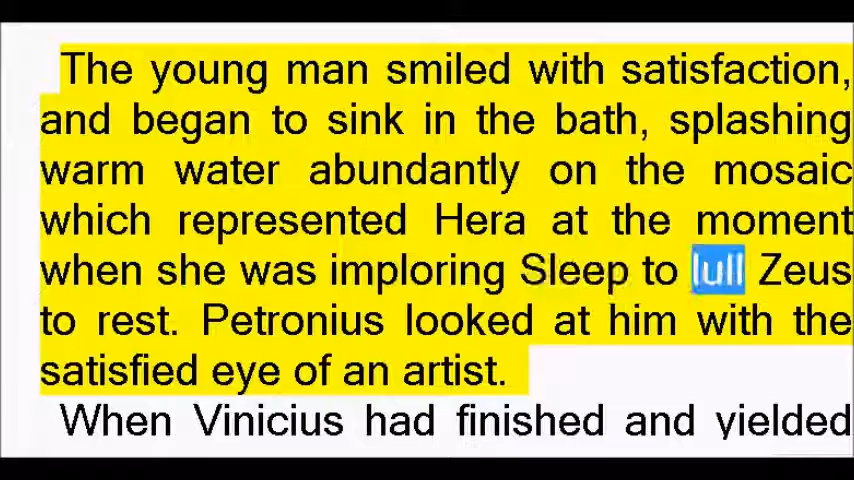 The young man smiled with satisfaction,
and began to sink in the bath, splashing
warm water abundantly on the mosaic
which represented Hera at the moment
when she was imploring Sleep to lull Zeus
to rest. Petronius looked at him with the
satisfied eye of an artist.
When Vinicius had finished and yielded